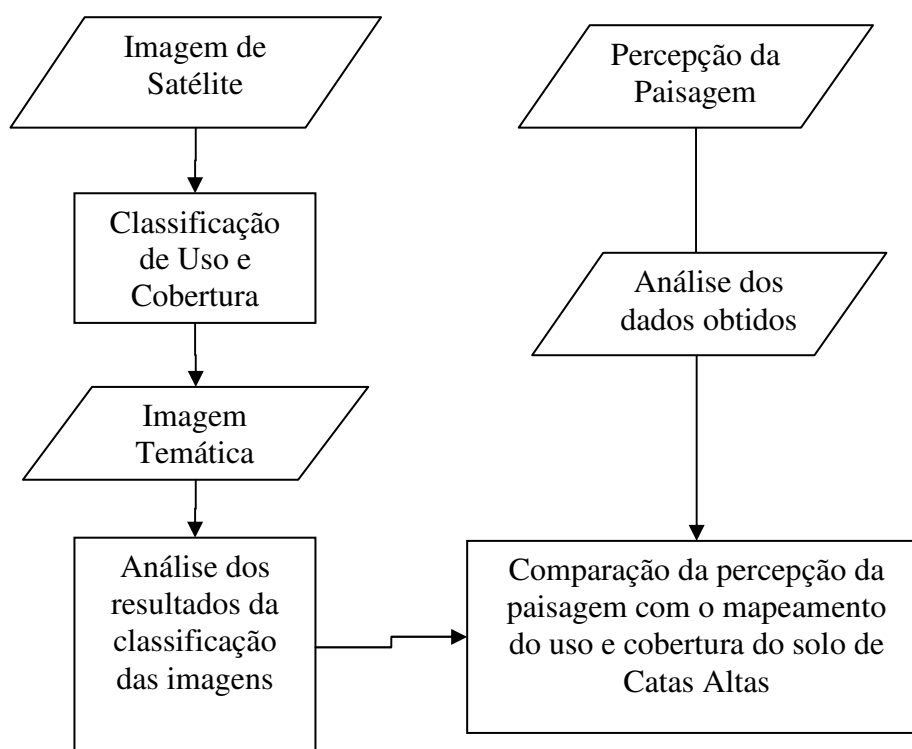 Imagem de
Satélite
Percepção da
Paisagem
Classificação
de Uso e
Cobertura
Análise dos
dados obtidos
Imagem
Temática
Análise dos
resultados da
classificação
das imagens
Comparação da percepção da
paisagem com o mapeamento
do uso e cobertura do solo de
Catas Altas